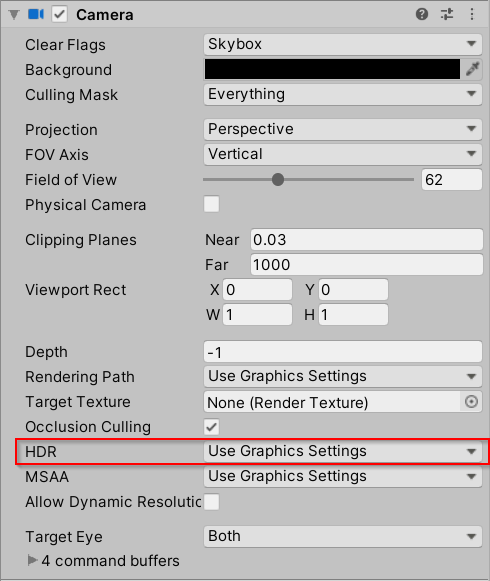 Camera
Clear Flags Skybox
Background
Culling Mask Everything
Projection Perspective
FOV Axis Vertical
Field of View 62
Physical Camera
Clipping Planes Near 0.03
Far 1000
Viewport Rect X 0 Y 0
W 1 H 1
Depth -1
Rendering Path Use Graphics Settings
Target Texture None (Render Texture)
Occlusion Culling
HDR Use Graphics Settings
MSAA Use Graphics Settings
Allow Dynamic Resolutic
Target Eye Both
4 command buffers